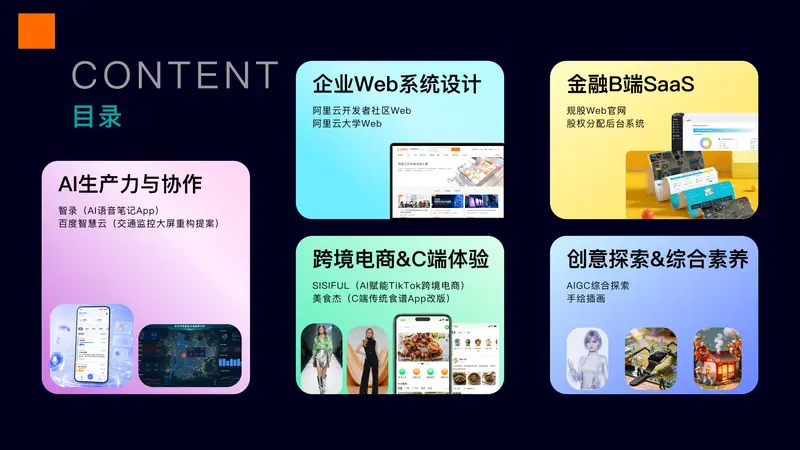 CONTENT
目录
AI生产力与协作
智录（AI语音笔记App）
百度智慧云（交通监控大屏重构提案）
企业Web系统设计
阿里云开发者社区Web
阿里云大学Web
金融B端SaaS
规股Web官网
股权分配后台系统
跨境电商&C端体验
SISIFUL（AI赋能TikTok跨境电商）
美食杰（C端传统食谱App改版）
创意探索&综合素养
AIGC综合探索
手绘插画